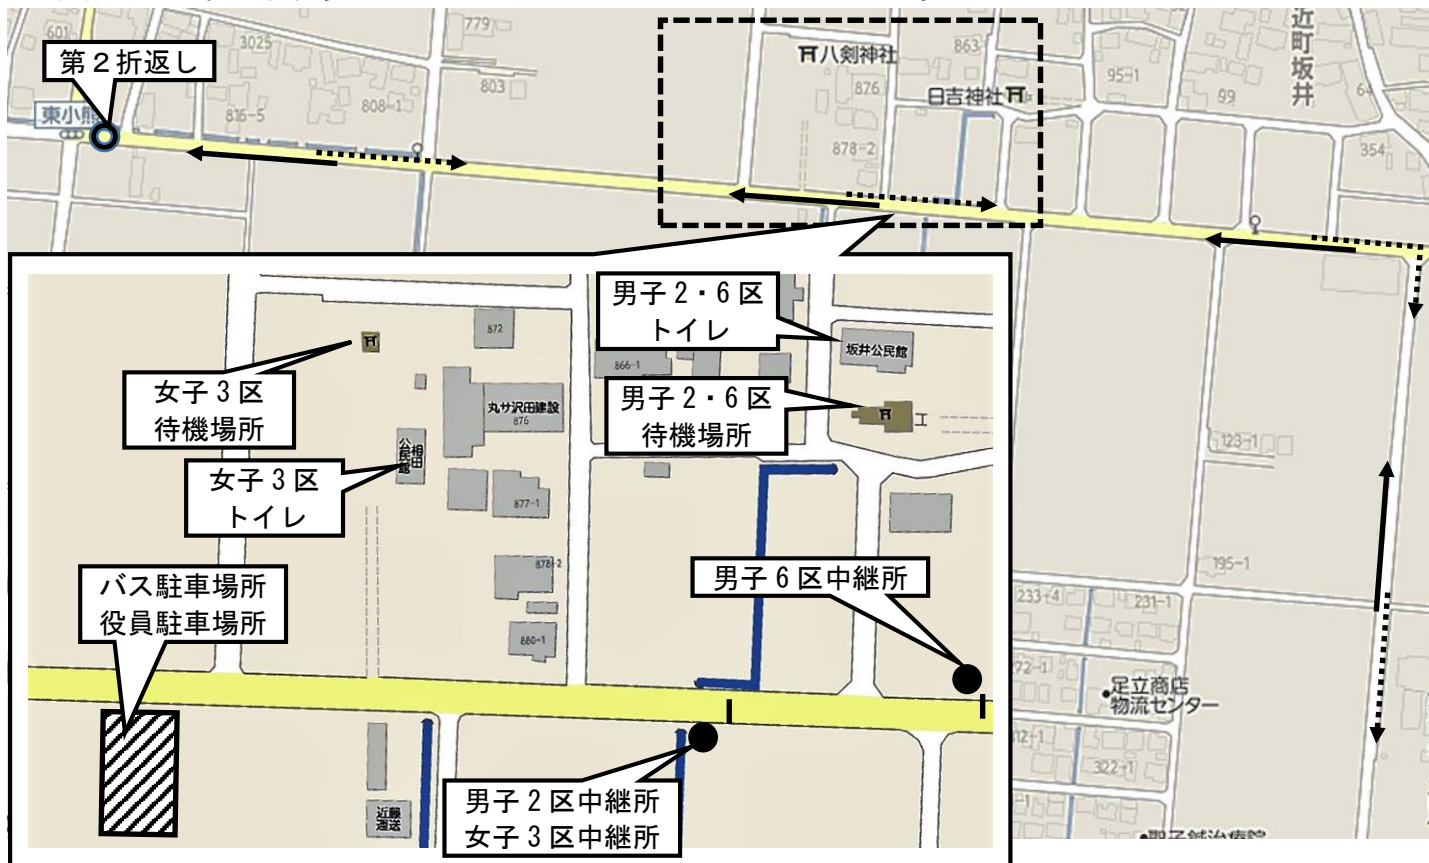 601
3025
779
第２折返し
803
808-1
816-5
東小熊
八剣神社
863
876
日吉神社
878-2
近町坂井
95-1
99
64
354
男子２・６区
トイレ
872
坂井公民館
866-1
女子３区
待機場所
丸サ沢田建設
876
男子２・６区
待機場所
相田
公民館
女子３区
トイレ
877-1
878-2
880-1
バス駐車場所
役員駐車場所
男子６区中継所
近藤
運送
男子２区中継所
女子３区中継所
123-1
195-1
233-4
231-1
272-1
足立商店
物流センター
312-1
322-1